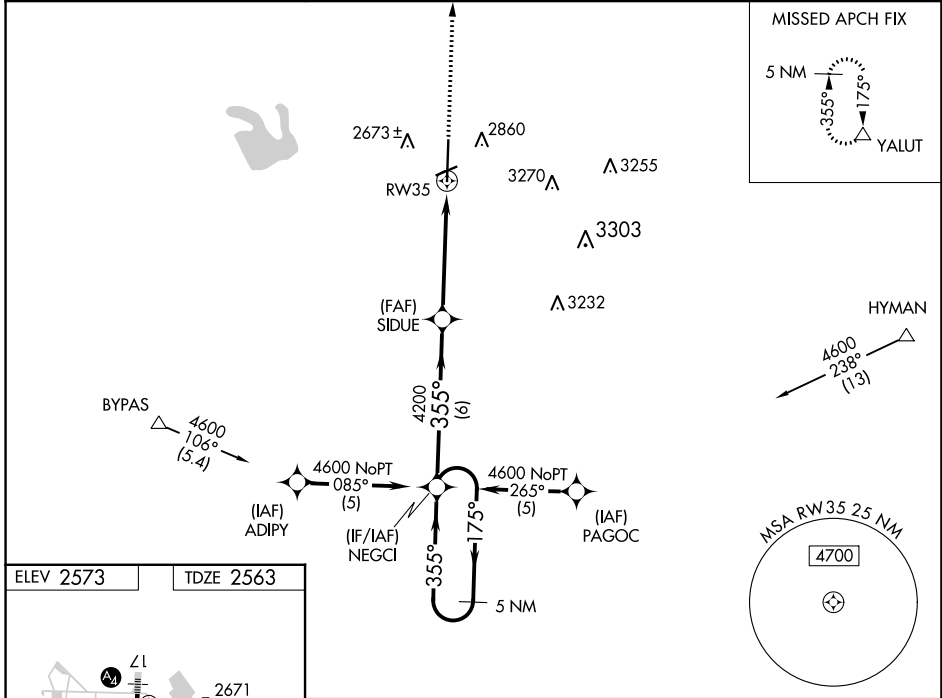 MISSED APCH FIX
5 NM
355°
175°
YALUT
2673 ±
2860
RW35
3270
3255
3303
(FAF)
SIDUE
3232
HYMAN
4600
238°
(13)
4200
355°
(6)
BYPAS
4600
106°
(5.4)
4600 NoPT
085°
(5)
4600 NoPT
265°
(5)
(IAF)
ADIPY
(IF/IAF)
NEGCI
(IAF)
PAGOC
355°
175°
5 NM
MSA RW35 25 NM
4700
ELEV 2573
TDZE 2563
17
A4
2671